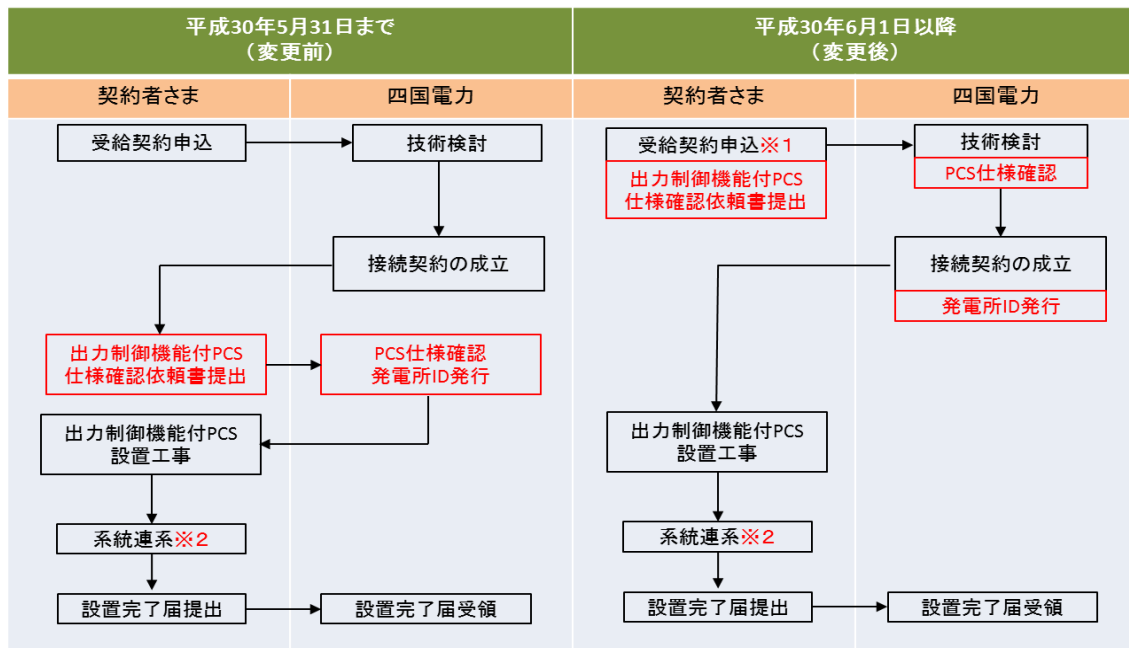 平成30年5月31日まで
（変更前）
平成30年6月1日以降
（変更後）
契約者さま
四国電力
契約者さま
四国電力
受給契約申込
技術検討
接続契約の成立
出力制御機能付PCS
仕様確認依頼書提出
PCS仕様確認
発電所ID発行
出力制御機能付PCS
設置工事
系統連系※２
設置完了届提出
設置完了届受領
受給契約申込※１
出力制御機能付PCS
仕様確認依頼書提出
技術検討
PCS仕様確認
接続契約の成立
発電所ID発行
出力制御機能付PCS
設置工事
系統連系※２
設置完了届提出
設置完了届受領